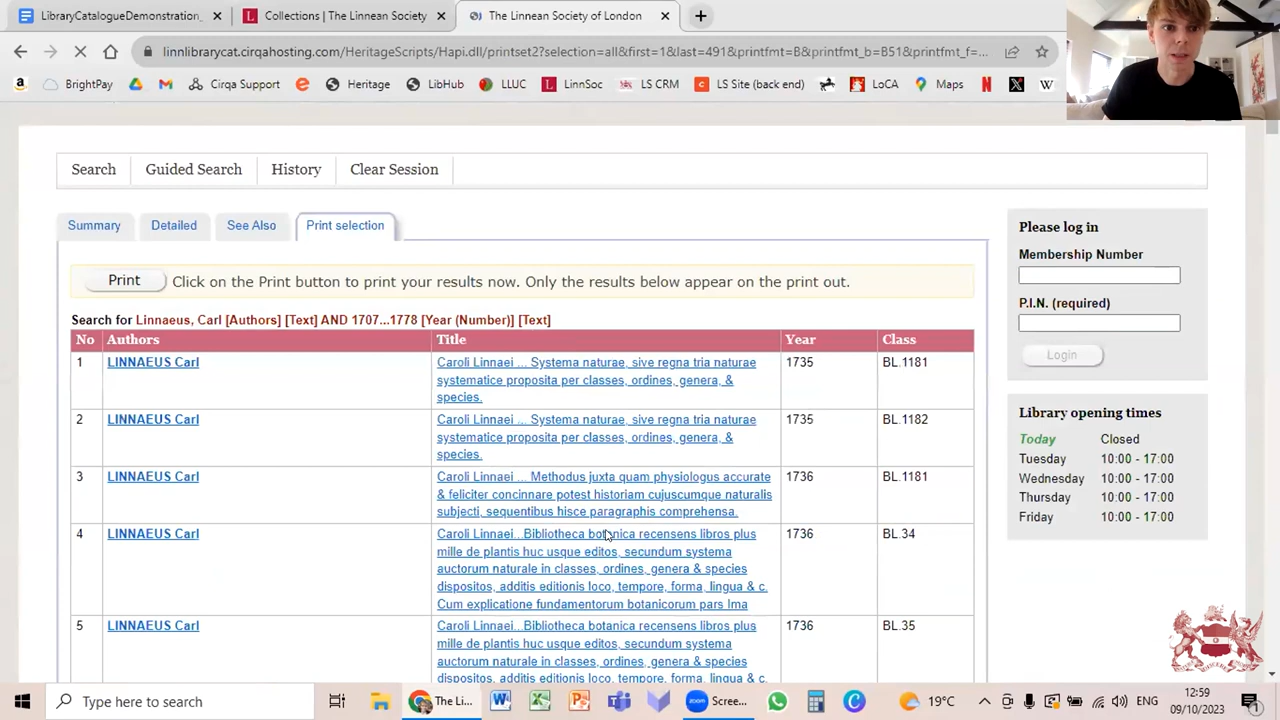 LibraryCatalogueDemonstration_
Collections | The Linnean Society
The Linnean Society of London
linnlibrarycat.cirqahosting.com/HeritageScripts/Hapi.dll/printset2?selection=all&first=1&last=491&printfmt=B&printfmt_b=B51&printfmt_f=...
BrightPay
Cirqa Support
Heritage
LibHub
LLUC
LinnSoc
LS CRM
LS Site (back end)
LoCA
Maps
Search
Guided Search
History
Clear Session
Summary
Detailed
See Also
Print selection
Print
Click on the Print button to print your results now. Only the results below appear on the print out.
Search for Linnaeus, Carl [Authors] [Text] AND 1707...1778 [Year (Number)] [Text]
No Authors Title Year Class
1 LINNAEUS Carl Caroli Linnaei ... Systema naturae, sive regna tria naturae 1735 BL.1181
systematice proposita per classes, ordines, genera, &
species.
2 LINNAEUS Carl Caroli Linnaei ... Systema naturae, sive regna tria naturae 1735 BL.1182
systematice proposita per classes, ordines, genera, &
species.
3 LINNAEUS Carl Caroli Linnaei ... Methodus juxta quam physiologus accurate 1736 BL.1181
& feliciter concinnare potest historiam cujuscumque naturalis
subjecti, sequentibus hisce paragraphis comprehensa.
4 LINNAEUS Carl Caroli Linnaei...Bibliotheca botanica recensens libros plus 1736 BL.34
mille de plantis huc usque editos, secundum systema
auctorum naturale in classes, ordines, genera & species
dispositos, additis editionis loco, tempore, forma, lingua & c.
Cum explicatione fundamentorum botanicorum pars Ima
5 LINNAEUS Carl Caroli Linnaei...Bibliotheca botanica recensens libros plus 1736 BL.35
mille de plantis huc usque editos, secundum systema
auctorum naturale in classes, ordines, genera & species
dispositos, additis editionis loco, tempore, forma, lingua & c.
Please log in
Membership Number
P.I.N. (required)
Login
Library opening times
Today Closed
Tuesday 10:00 - 17:00
Wednesday 10:00 - 17:00
Thursday 10:00 - 17:00
Friday 10:00 - 17:00
Type here to search
The Li...
Scree...
19°C
ENG
12:59
09/10/2023